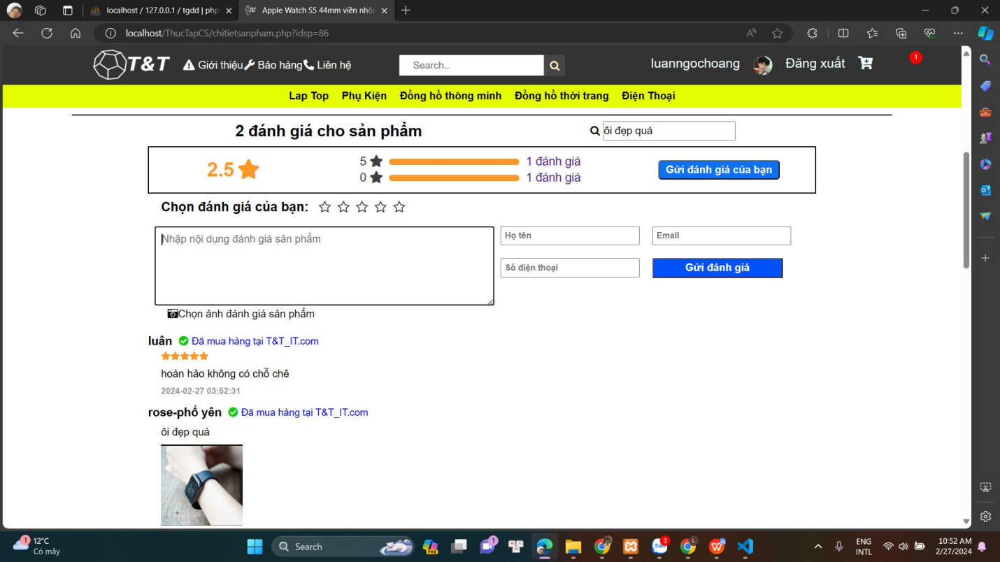 localhost / 127.0.0.1 / tgdd | php
Apple Watch S5 44mm viền nhôm
localhost/ThucTapCS/chitietsanpham.php?idsp=86
T&T
Giới thiệu Bảo hàng Liên hệ
Search..
luanngochoang
Đăng xuất
1
Lap Top Phụ Kiện Đồng hồ thông minh Đồng hồ thời trang Điện Thoại
2 đánh giá cho sản phẩm
ôi đẹp quá
2.5
5 1 đánh giá
0 1 đánh giá
Gửi đánh giá của bạn
Chọn đánh giá của bạn:
Nhập nội dụng đánh giá sản phẩm
Họ tên
Email
Số điện thoại
Gửi đánh giá
Chọn ảnh đánh giá sản phẩm
luân Đã mua hàng tại T&T_IT.com
hoàn hảo không có chỗ chê
2024-02-27 03:52:31
rose-phổ yên Đã mua hàng tại T&T_IT.com
ôi đẹp quá
1
12°C
Có mây
Search
PRE
1
Zalo
3
L
ENG
INTL
10:52 AM
2/27/2024